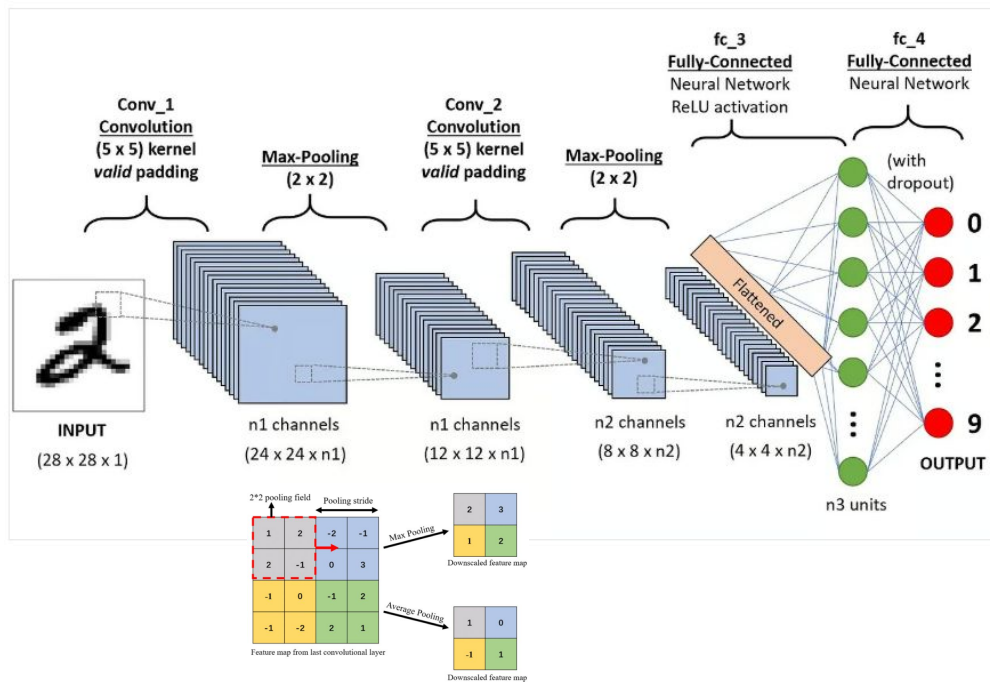 fc_3
Fully-Connected
Neural Network
ReLU activation
fc_4
Fully-Connected
Neural Network
Conv_1
Convolution
(5 x 5) kernel
valid padding
Max-Pooling
(2 x 2)
Conv_2
Convolution
(5 x 5) kernel
valid padding
Max-Pooling
(2 x 2)
(with
dropout)
Flattened
0
1
2
9
OUTPUT
INPUT
(28 x 28 x 1)
n1 channels
(24 x 24 x n1)
n1 channels
(12 x 12 x n1)
n2 channels
(8 x 8 x n2)
n2 channels
(4 x 4 x n2)
n3 units
2
2*2 pooling field
Pooling stride
1 2 -2 -1
2 -1 0 3
-1 0 -1 2
-1 -2 2 1
Feature map from last convolutional layer
Max Pooling
2 3
1 2
Downscaled feature map
Average Pooling
1 0
-1 1
Downscaled feature map